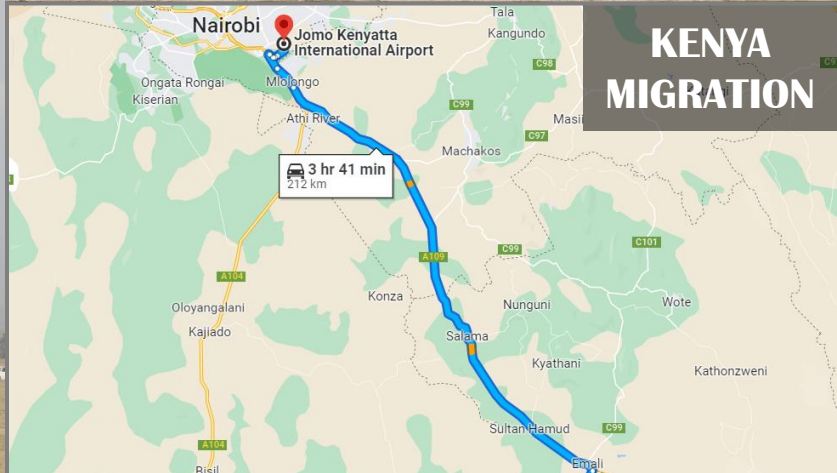 Nairobi
Jomo Kenyatta
International Airport
Tala
Kangundo
KENYA
MIGRATION
C98
Ongata Rongai
Kiserian
Mlolongo
C99
Athi River
Masii
C97
Machakos
3 hr 41 min
212 km
C101
C99
A109
A104
Konza
Nunguni
Wote
Oloyangalani
Kajiado
Salama
Kyathani
Kathonzweni
Sultan Hamud
C99
A104
Emali
Bisil